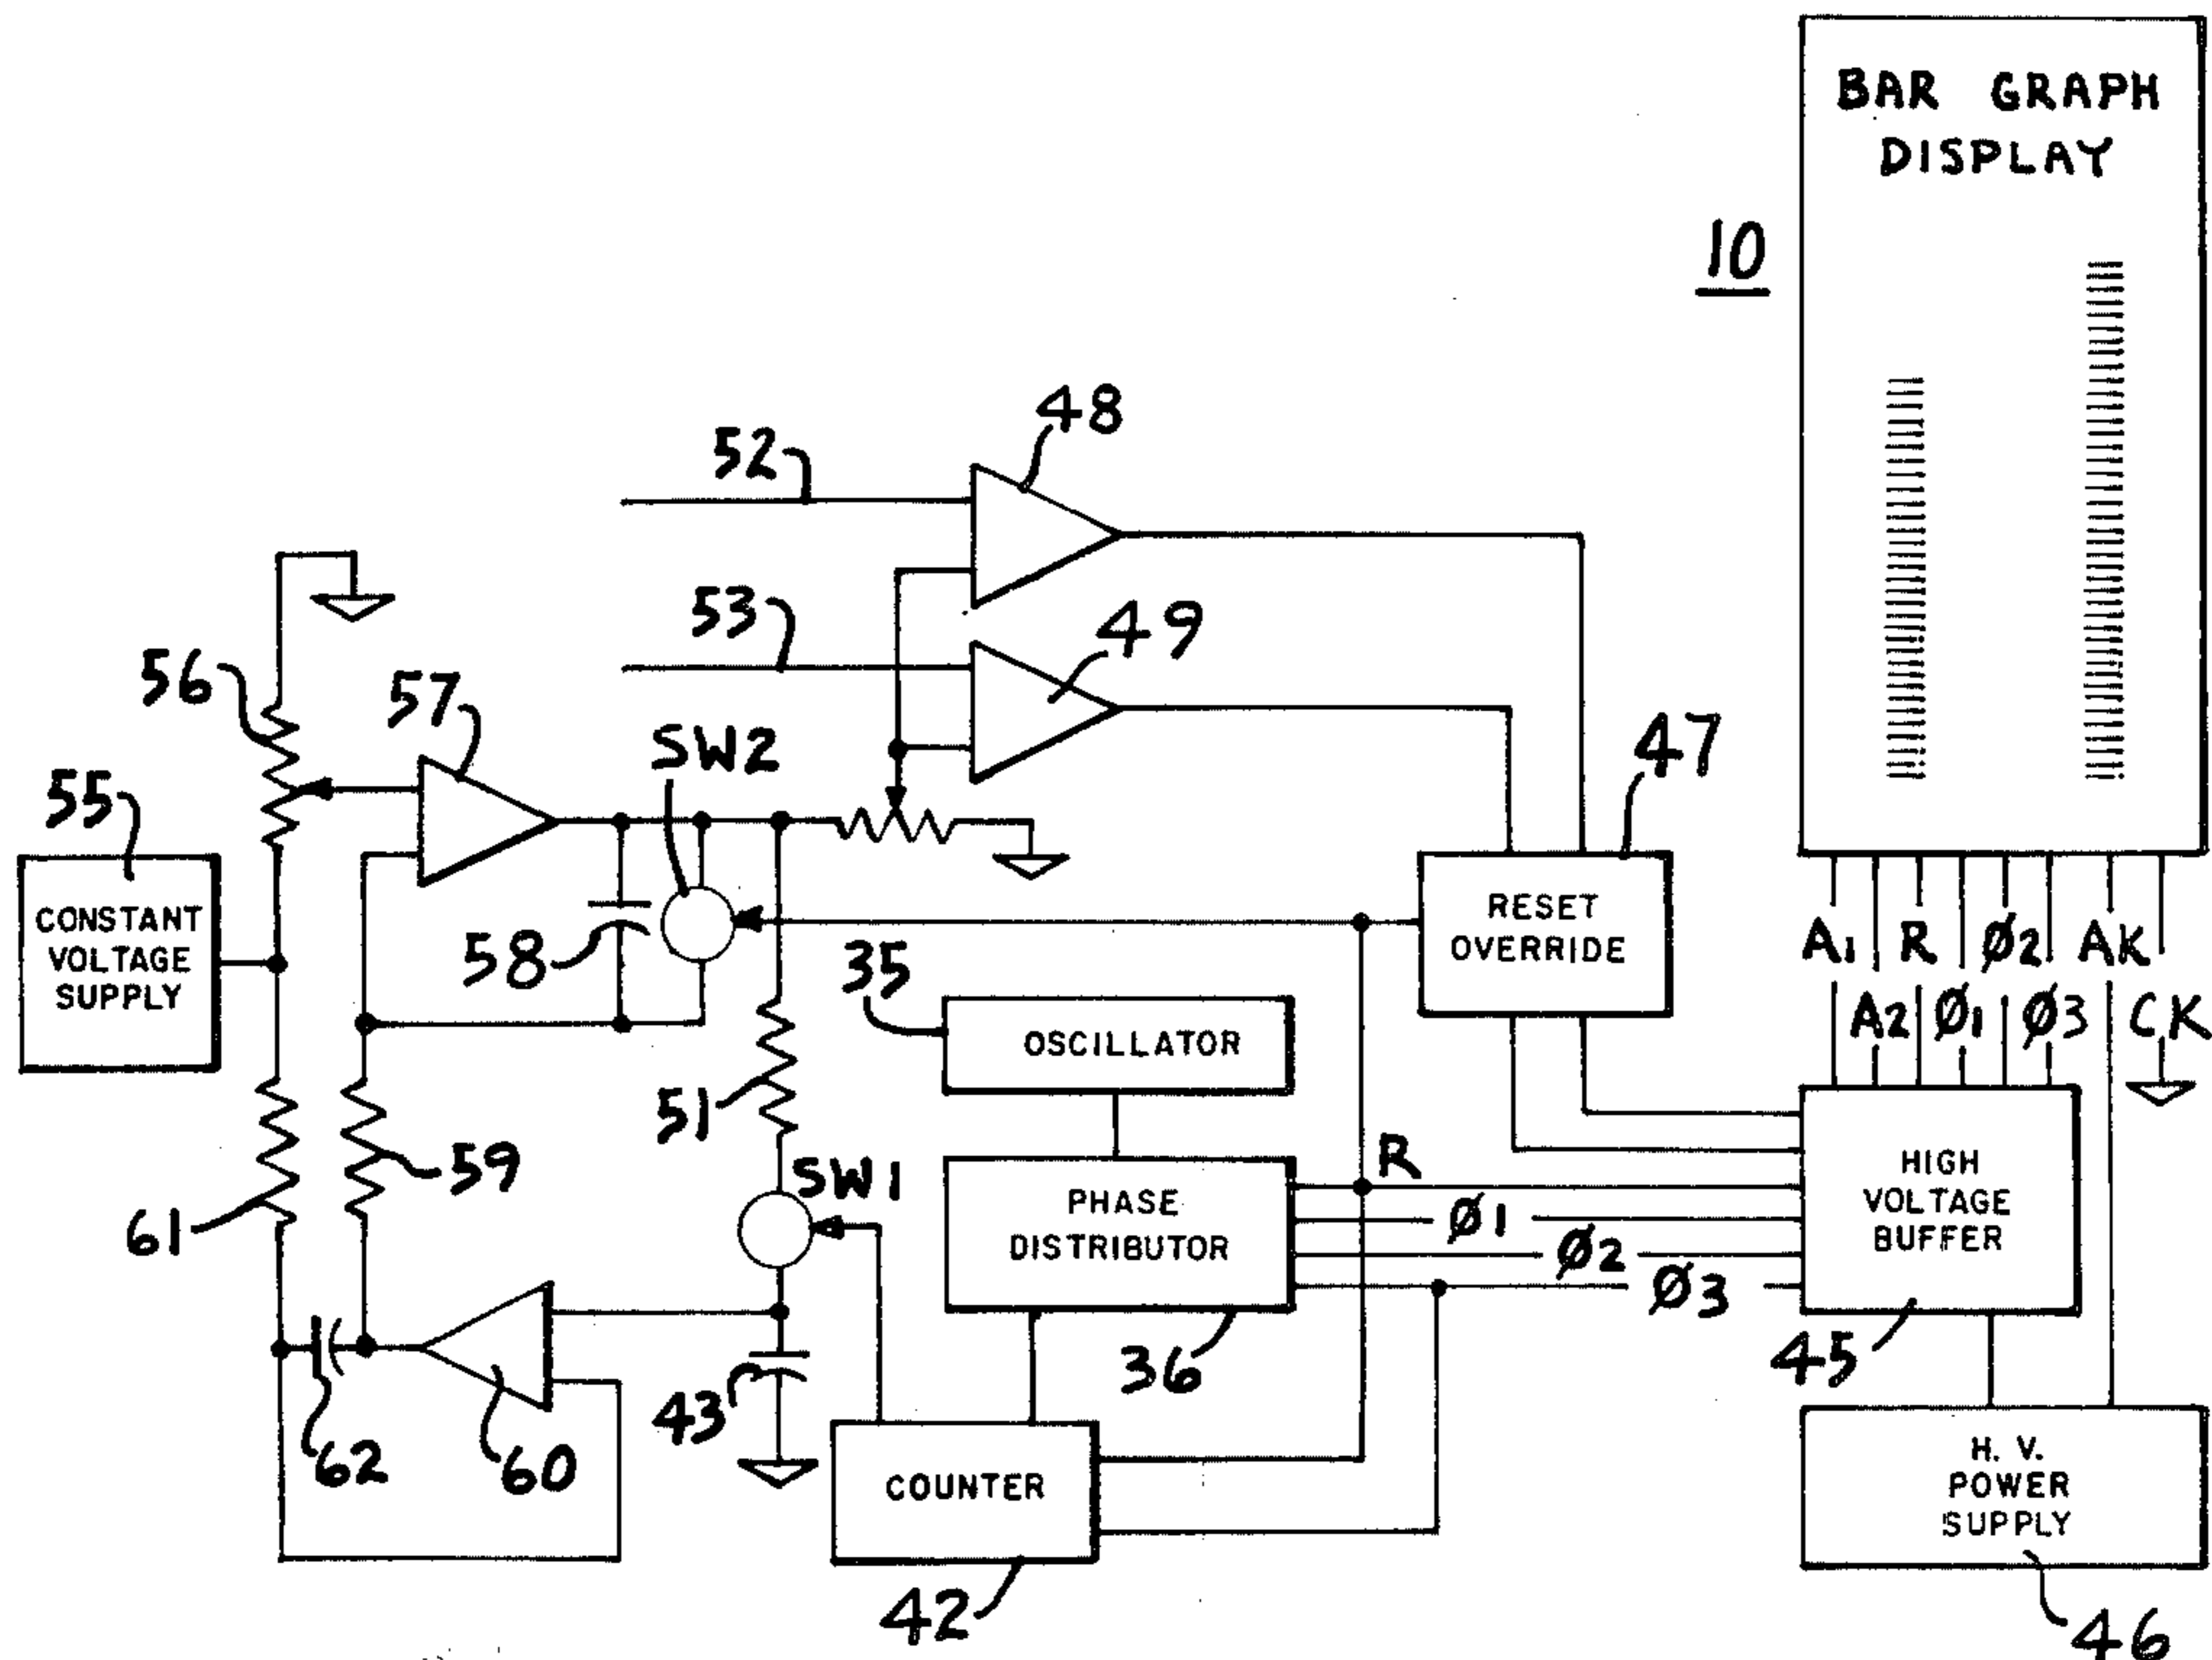 BAR GRAPH
DISPLAY
10
48
52
53
49
56
57
SW2
47
55
CONSTANT
VOLTAGE
SUPPLY
58
35
RESET
OVERRIDE
A1 R Ø2 AK
A2 Ø1 Ø3 CK
OSCILLATOR
51
59
61
SW1
PHASE
DISTRIBUTOR
R
Ø1
Ø2
Ø3
HIGH
VOLTAGE
BUFFER
36
45
62
60
43
COUNTER
42
H. V.
POWER
SUPPLY
46